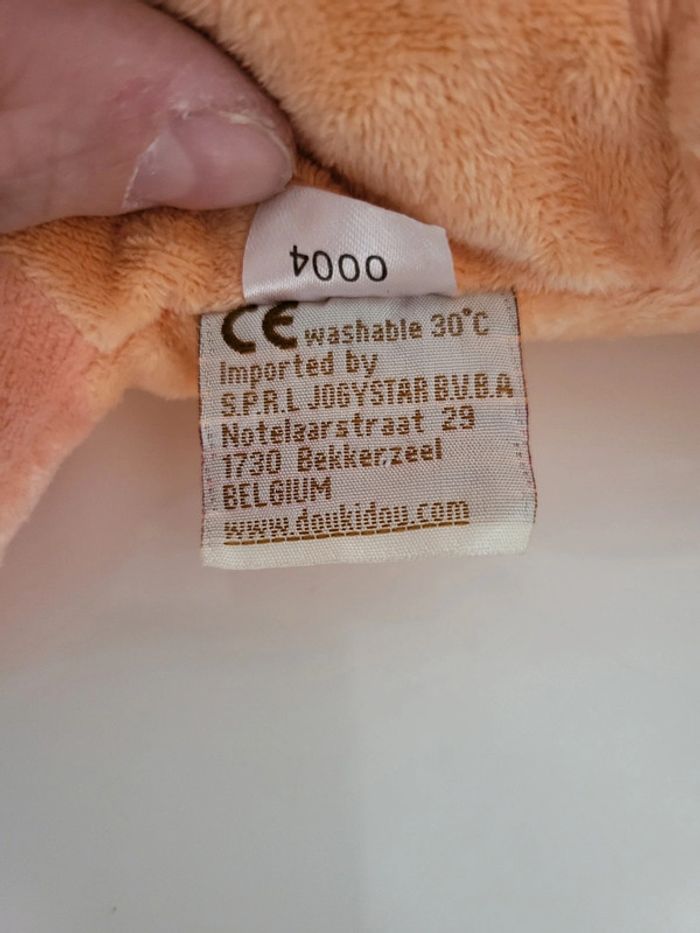 0004
CE washable 30°C
Imported by
S.P.R.L JOGYSTAR B.V.B.A
Notelaarstraat 29
1730 Bekkerzeel
BELGIUM
www.doukidou.com